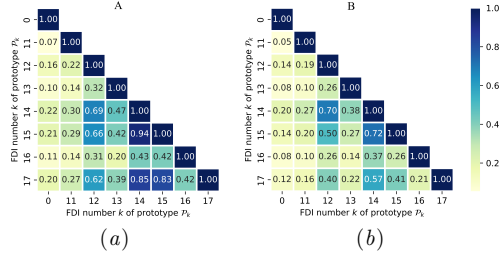 A
B
0 1.00
11 0.07 1.00
12 0.16 0.22 1.00
13 0.10 0.14 0.32 1.00
14 0.22 0.30 0.69 0.47 1.00
15 0.21 0.29 0.66 0.42 0.94 1.00
16 0.11 0.14 0.31 0.20 0.43 0.42 1.00
17 0.20 0.27 0.62 0.39 0.85 0.83 0.42 1.00
0 11 12 13 14 15 16 17
FDI number k of prototype 𝒫k
FDI number k of prototype 𝒫k
(a)
0 1.00
11 0.05 1.00
12 0.14 0.19 1.00
13 0.08 0.10 0.26 1.00
14 0.20 0.27 0.70 0.38 1.00
15 0.14 0.20 0.50 0.27 0.72 1.00
16 0.08 0.10 0.26 0.14 0.37 0.26 1.00
17 0.12 0.16 0.40 0.22 0.57 0.41 0.21 1.00
0 11 12 13 14 15 16 17
FDI number k of prototype 𝒫k
FDI number k of prototype 𝒫k
(b)
1.0
0.8
0.6
0.4
0.2